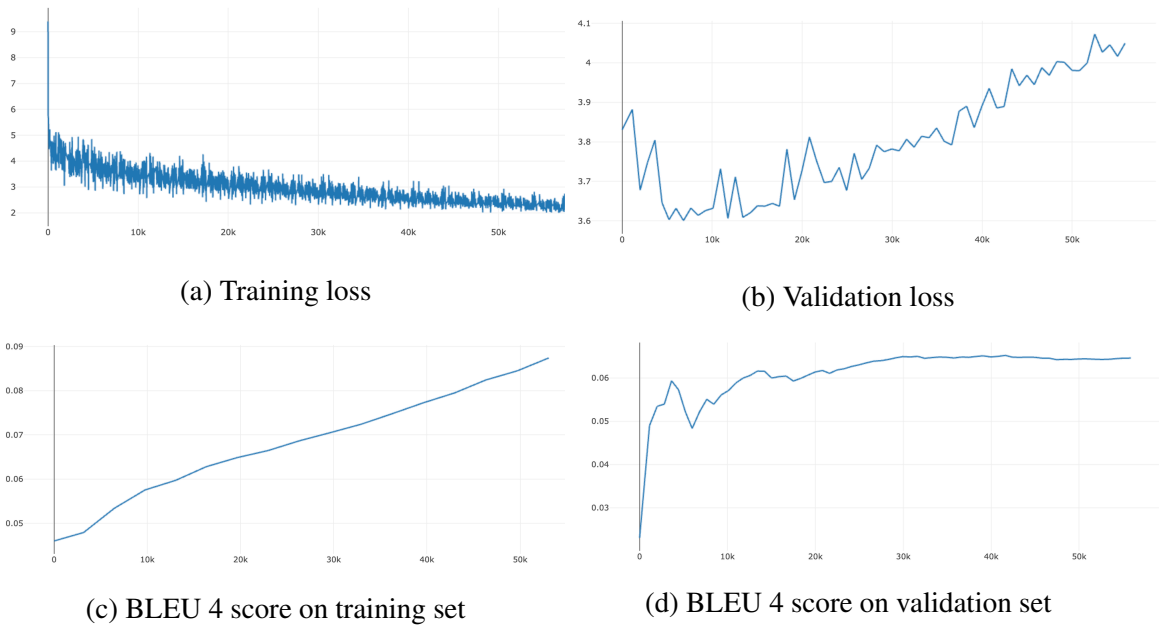 9
8
7
6
5
4
3
2
0 10k 20k 30k 40k 50k
(a) Training loss
4.1
4
3.9
3.8
3.7
3.6
0 10k 20k 30k 40k 50k
(b) Validation loss
0.09
0.08
0.07
0.06
0.05
0 10k 20k 30k 40k 50k
(c) BLEU 4 score on training set
0.06
0.05
0.04
0.03
0 10k 20k 30k 40k 50k
(d) BLEU 4 score on validation set